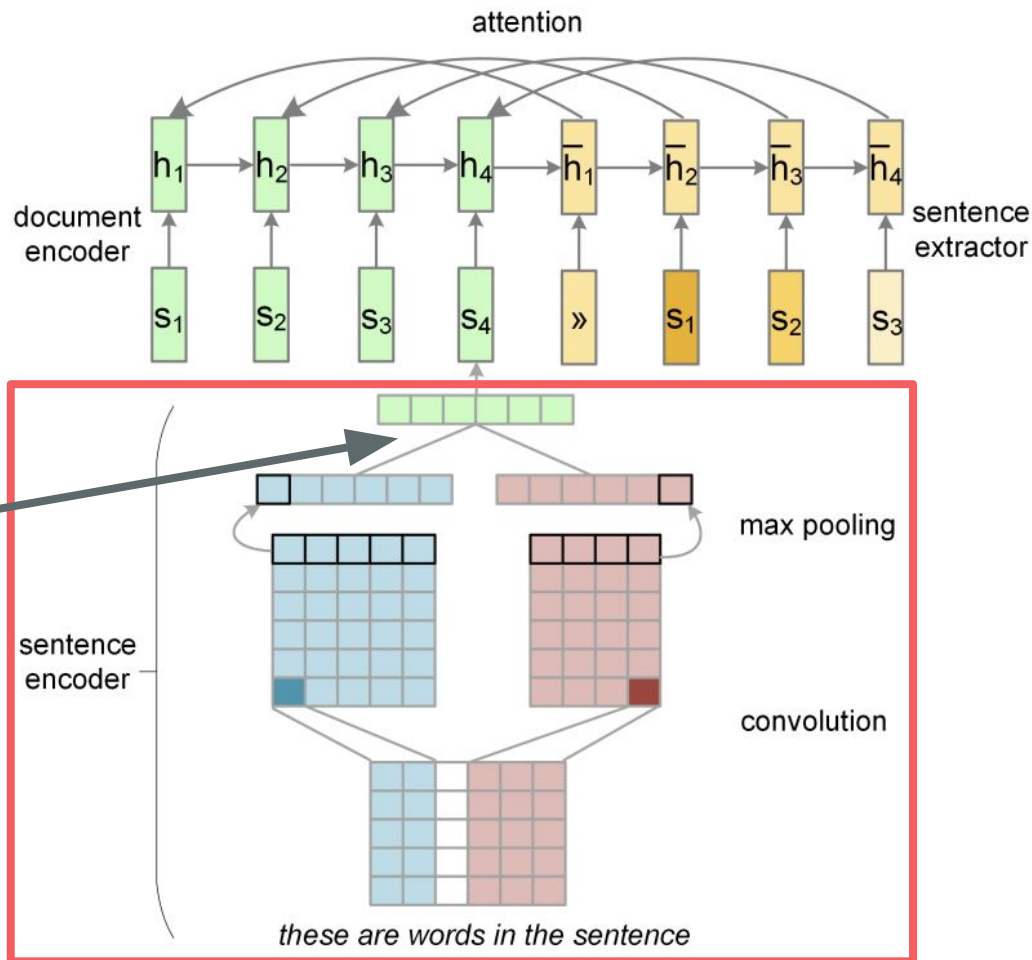 attention
h₁ h₂ h₃ h₄ h̅₁ h̅₂ h̅₃ h̅₄
document
encoder
sentence
extractor
s₁ s₂ s₃ s₄ » s₁ s₂ s₃
max pooling
sentence
encoder
convolution
these are words in the sentence